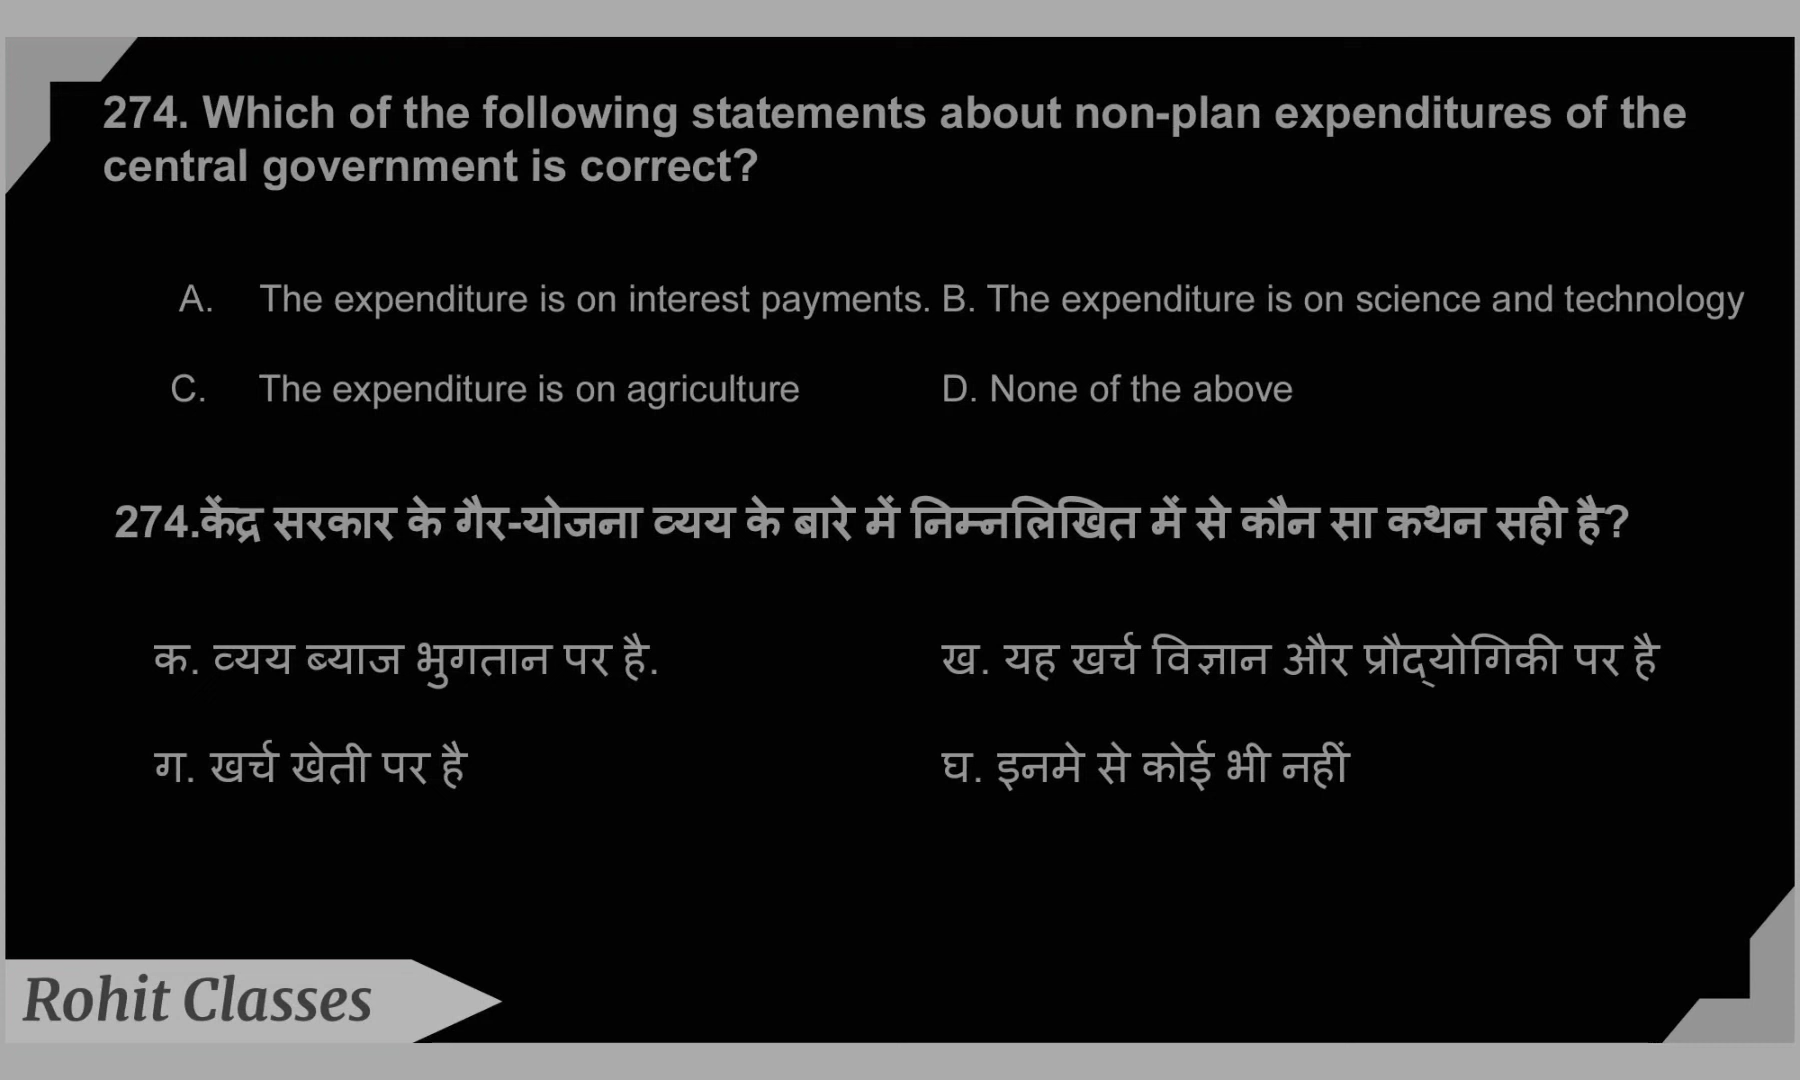 274. Which of the following statements about non-plan expenditures of the
central government is correct?
A. The expenditure is on interest payments. B. The expenditure is on science and technology
C. The expenditure is on agriculture D. None of the above
274.केंद्र सरकार के गैर-योजना व्यय के बारे में निम्नलिखित में से कौन सा कथन सही है?
क. व्यय ब्याज भुगतान पर है. ख. यह खर्च विज्ञान और प्रौद्योगिकी पर है
ग. खर्च खेती पर है घ. इनमे से कोई भी नहीं
Rohit Classes